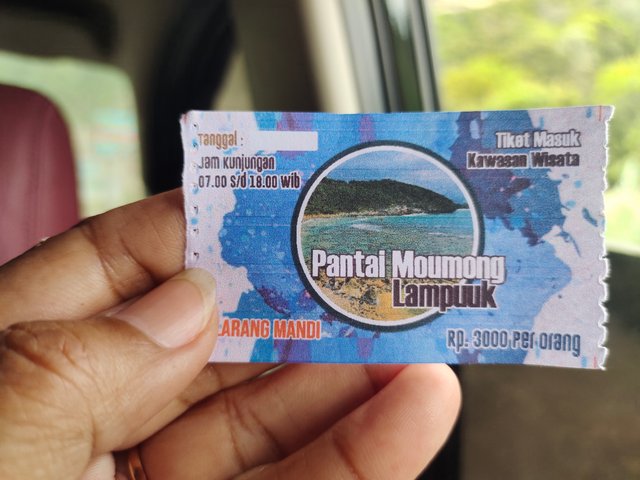 Tanggal :
Jam Kunjungan
07.00 s/d 18.00 wib
Tiket Masuk
Kawasan Wisata
Pantai Moumong
Lampuuk
LARANG MANDI
Rp. 3000 Per orang